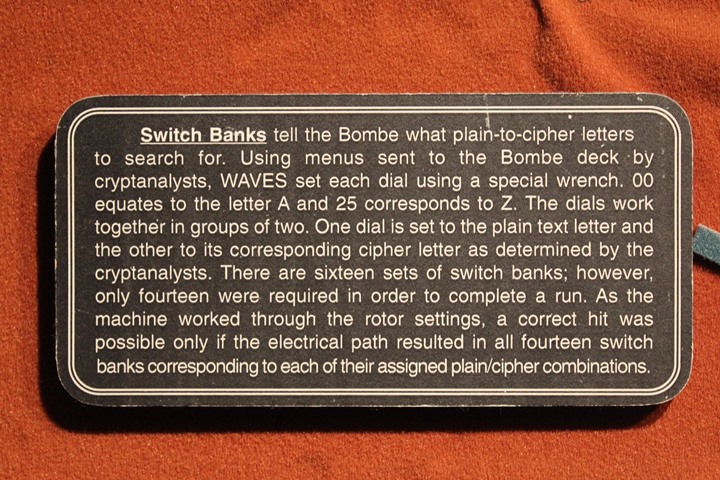 Switch Banks tell the Bombe what plain-to-cipher letters
to search for. Using menus sent to the Bombe deck by
cryptanalysts, WAVES set each dial using a special wrench. 00
equates to the letter A and 25 corresponds to Z. The dials work
together in groups of two. One dial is set to the plain text letter and
the other to its corresponding cipher letter as determined by the
cryptanalysts. There are sixteen sets of switch banks; however,
only fourteen were required in order to complete a run. As the
machine worked through the rotor settings, a correct hit was
possible only if the electrical path resulted in all fourteen switch
banks corresponding to each of their assigned plain/cipher combinations.